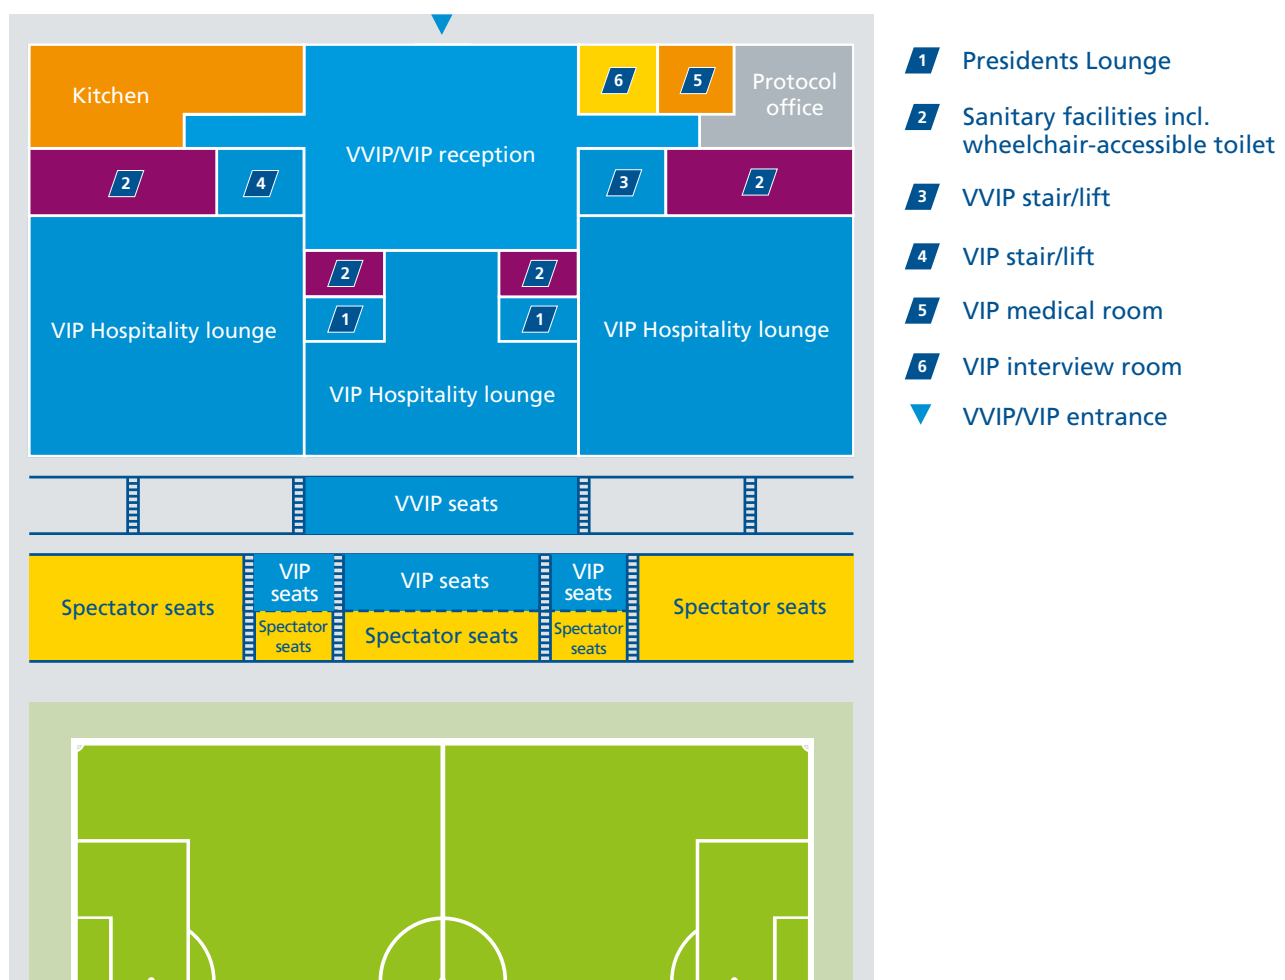 Kitchen
VVIP/VIP reception
6
5
Protocol
office
2
4
3
2
2
2
1
1
VIP Hospitality lounge
VIP Hospitality lounge
VIP Hospitality lounge
VVIP seats
Spectator seats
VIP
seats
VIP seats
VIP
seats
Spectator seats
Spectator
seats
Spectator seats
Spectator
seats
1 Presidents Lounge
2 Sanitary facilities incl.
wheelchair-accessible toilet
3 VVIP stair/lift
4 VIP stair/lift
5 VIP medical room
6 VIP interview room
VVIP/VIP entrance